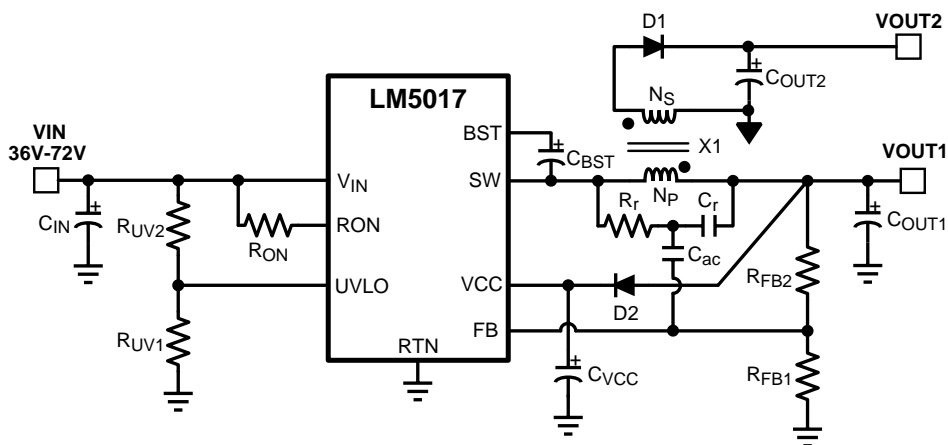 D1
VOUT2
+
COUT2
NS
LM5017
VIN
36V-72V
BST
+
CBST
X1
VOUT1
VIN
SW
NP
+
CIN
RUV2
RON
RON
Rr
Cr
+
COUT1
Cac
UVLO
VCC
D2
RFB2
FB
RUV1
RTN
+
CVCC
RFB1